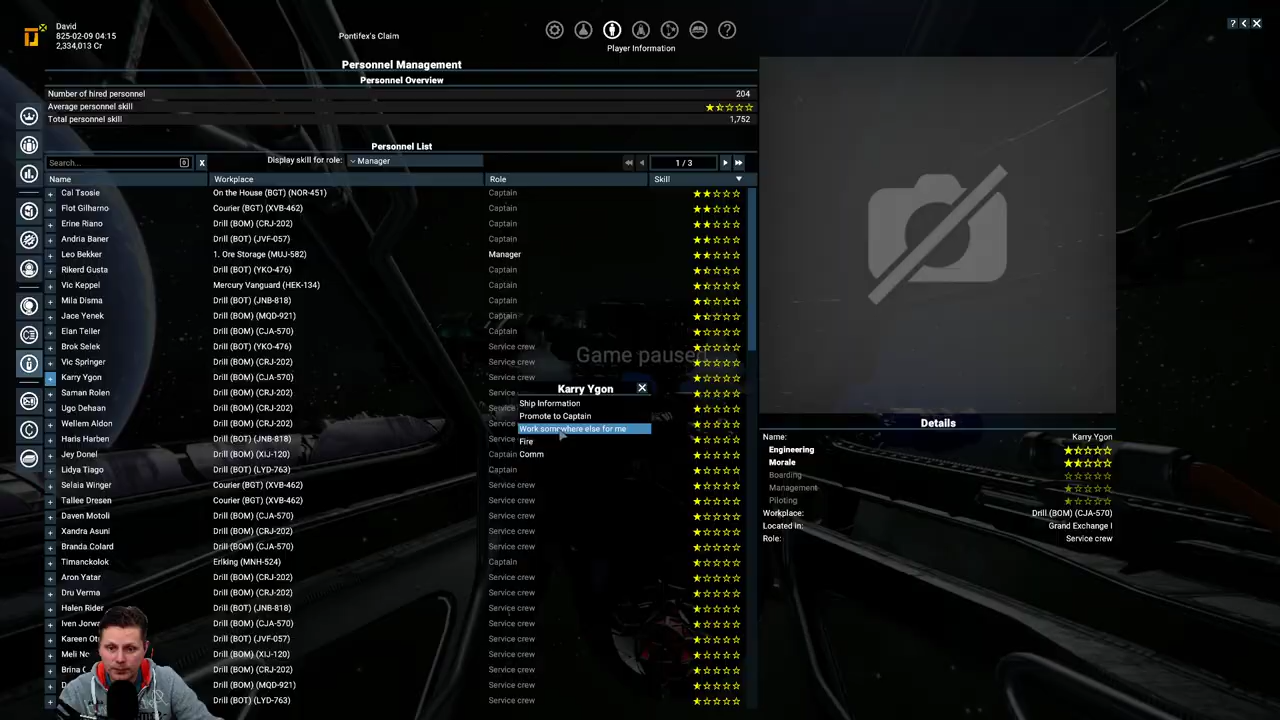 David
825-02-09 04:15
2,334,013 Cr
Pontifex's Claim
Player Information
? < X
Personnel Management
Personnel Overview
Number of hired personnel 204
Average personnel skill
Total personnel skill 1,752
Personnel List
Search... X Display skill for role: Manager 1 / 3
Name Workplace Role Skill
Cal Tsosie On the House (BGT) (NOR-451) Captain
Flot Gilharno Courier (BGT) (XVB-462) Captain
Erine Riano Drill (BOM) (CRJ-202) Captain
Andria Baner Drill (BOT) (JVF-057) Captain
Leo Bekker 1. Ore Storage (MUJ-582) Manager
Rikerd Gusta Drill (BOT) (YKO-476) Captain
Vic Keppel Mercury Vanguard (HEK-134) Captain
Mila Disma Drill (BOT) (JNB-818) Captain
Jace Yenek Drill (BOT) (MQD-921) Captain
Elan Teller Drill (BOM) (CJA-570) Captain
Brok Selek Drill (BOT) (YKO-476) Service crew
Game paused
Vic Springer Drill (BOM) (CRJ-202) Service crew
Karry Ygon Drill (BOM) (CJA-570) Service crew
Saman Rolen Drill (BOM) (CRJ-202) Service
Ugo Dehaan Drill (BOM) (CRJ-202) Service
Wellem Aldon Drill (BOM) (CRJ-202) Service
Haris Harben Drill (BOT) (JNB-818) Service
Jey Donel Drill (BOT) (XIJ-120) Captain
Lidya Tiago Drill (BOT) (LYD-763) Captain
Selaia Winger Courier (BGT) (XVB-462) Service crew
Tallee Dresen Courier (BGT) (XVB-462) Service crew
Daven Motoli Drill (BOM) (CJA-570) Service crew
Xandra Asuni Drill (BOM) (CRJ-202) Service crew
Branda Colard Drill (BOM) (CJA-570) Service crew
Timanckolok Erlking (MNH-524) Captain
Aron Yatar Drill (BOM) (CRJ-202) Service crew
Dru Verma Drill (BOM) (CRJ-202) Service crew
Halen Rider Drill (BOT) (JNB-818) Service crew
Iven Jorwa Drill (BOM) (CJA-570) Service crew
Kareen Drill (BOT) (JVF-057) Service crew
Meli Drill (BOT) (XIJ-120) Service crew
Brina Drill (BOM) (CRJ-202) Service crew
Drill (BOM) (MQD-921) Service crew
Drill (BOT) (LYD-763) Service crew
Karry Ygon X
Ship Information
Promote to Captain
Work somewhere else for me
Fire
Comm
Details
Name: Karry Ygon
Engineering
Morale
Boarding
Management
Piloting
Workplace: Drill (BOM) (CJA-570)
Located in: Grand Exchange I
Role: Service crew